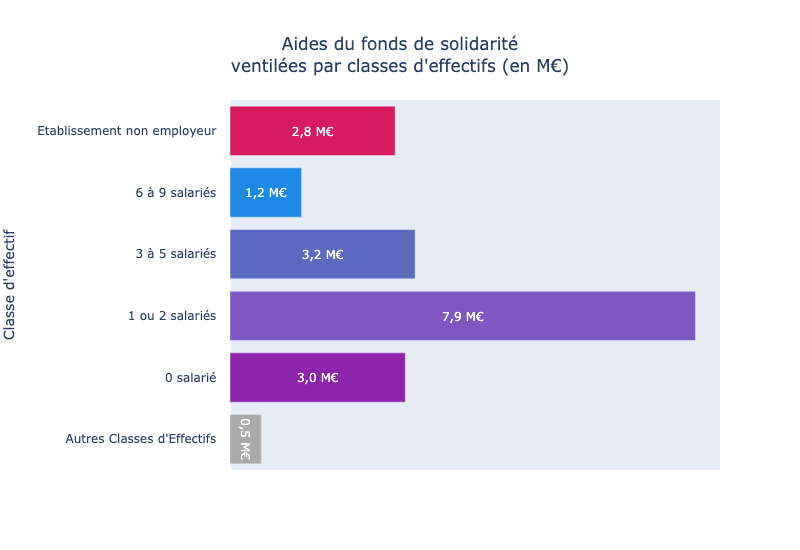 Aides du fonds de solidarité
ventilées par classes d'effectifs (en M€)
Classe d'effectif
Etablissement non employeur
2,8 M€
6 à 9 salariés
1,2 M€
3 à 5 salariés
3,2 M€
1 ou 2 salariés
7,9 M€
0 salarié
3,0 M€
Autres Classes d'Effectifs
0,5 M€